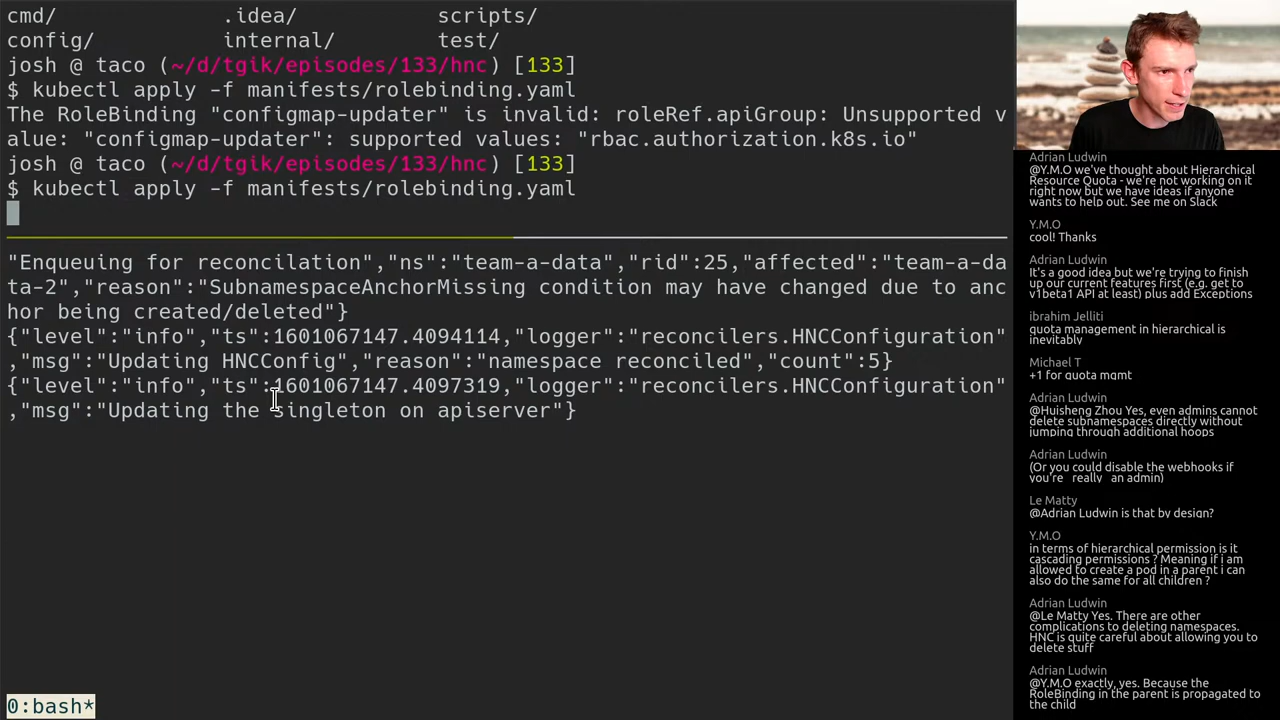 cmd/ .idea/ scripts/
config/ internal/ test/
josh @ taco (~/d/tgik/episodes/133/hnc) [133]
$ kubectl apply -f manifests/rolebinding.yaml
The RoleBinding "configmap-updater" is invalid: roleRef.apiGroup: Unsupported v
alue: "configmap-updater": supported values: "rbac.authorization.k8s.io"
josh @ taco (~/d/tgik/episodes/133/hnc) [133]
$ kubectl apply -f manifests/rolebinding.yaml
"Enqueuing for reconcilation","ns":"team-a-data","rid":25,"affected":"team-a-da
ta-2","reason":"SubnamespaceAnchorMissing condition may have changed due to anc
hor being created/deleted"}
{"level":"info","ts":1601067147.4094114,"logger":"reconcilers.HNCConfiguration"
,"msg":"Updating HNCConfig","reason":"namespace reconciled","count":5}
{"level":"info","ts":1601067147.4097319,"logger":"reconcilers.HNCConfiguration"
,"msg":"Updating the singleton on apiserver"}
0:bash*
Adrian Ludwin
@Y.M.O we've thought about Hierarchical
Resource Quota - we're not working on it
right now but we have ideas if anyone
wants to help out. See me on Slack
Y.M.O
cool! Thanks
Adrian Ludwin
It's a good idea but we're trying to finish
up our current features first (e.g. get to
v1beta1 API at least) plus add Exceptions
ibrahim Jelliti
quota management in hierarchical is
inevitably
Michael T
+1 for quota mgmt
Adrian Ludwin
@Huisheng Zhou Yes, even admins cannot
delete subnamespaces directly without
jumping through additional hoops
Adrian Ludwin
(Or you could disable the webhooks if
you're really an admin)
Le Matty
@Adrian Ludwin is that by design?
Y.M.O
in terms of hierarchical permission is it
cascading permissions ? Meaning if i am
allowed to create a pod in a parent i can
also do the same for all children ?
Adrian Ludwin
@Le Matty Yes. There are other
complications to deleting namespaces.
HNC is quite careful about allowing you to
delete stuff
Adrian Ludwin
@Y.M.O exactly, yes. Because the
RoleBinding in the parent is propagated to
the child